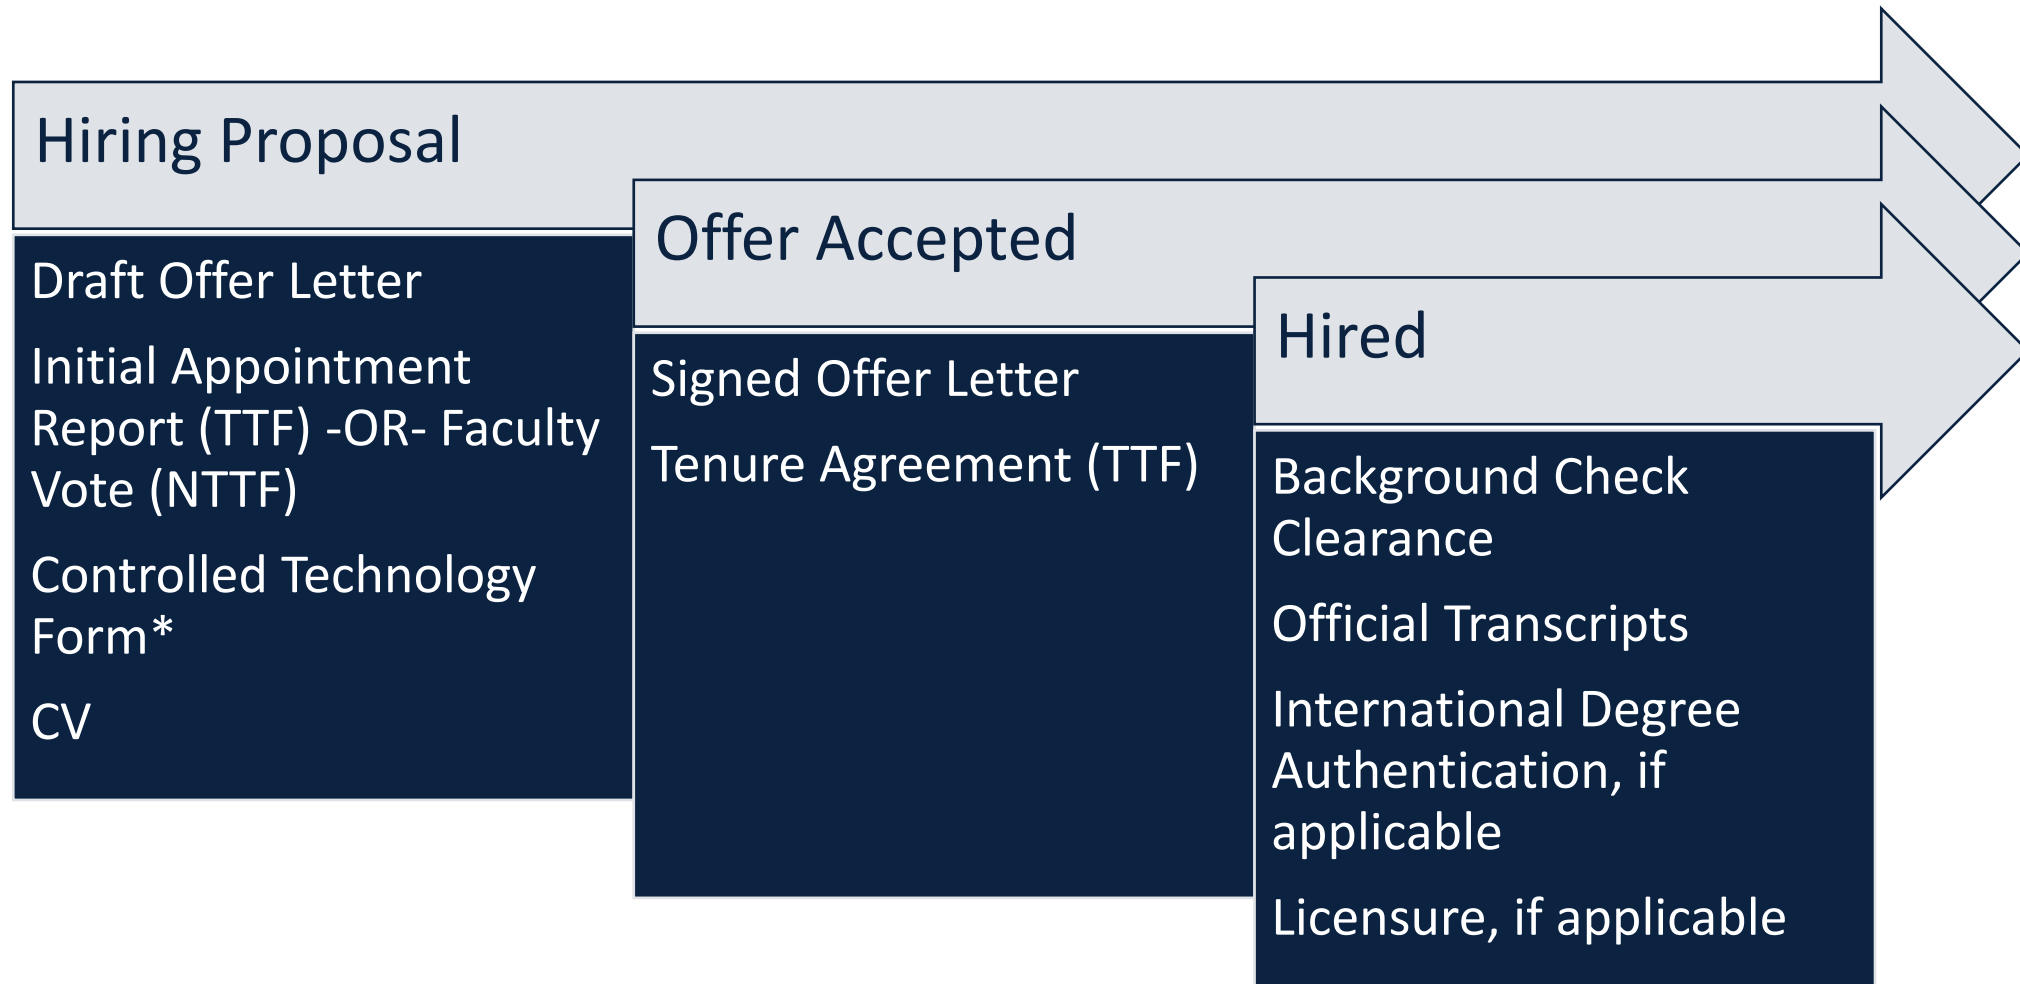 Hiring Proposal
Draft Offer Letter
Initial Appointment
Report (TTF) -OR- Faculty
Vote (NTTF)
Controlled Technology
Form*
CV
Offer Accepted
Signed Offer Letter
Tenure Agreement (TTF)
Hired
Background Check
Clearance
Official Transcripts
International Degree
Authentication, if
applicable
Licensure, if applicable